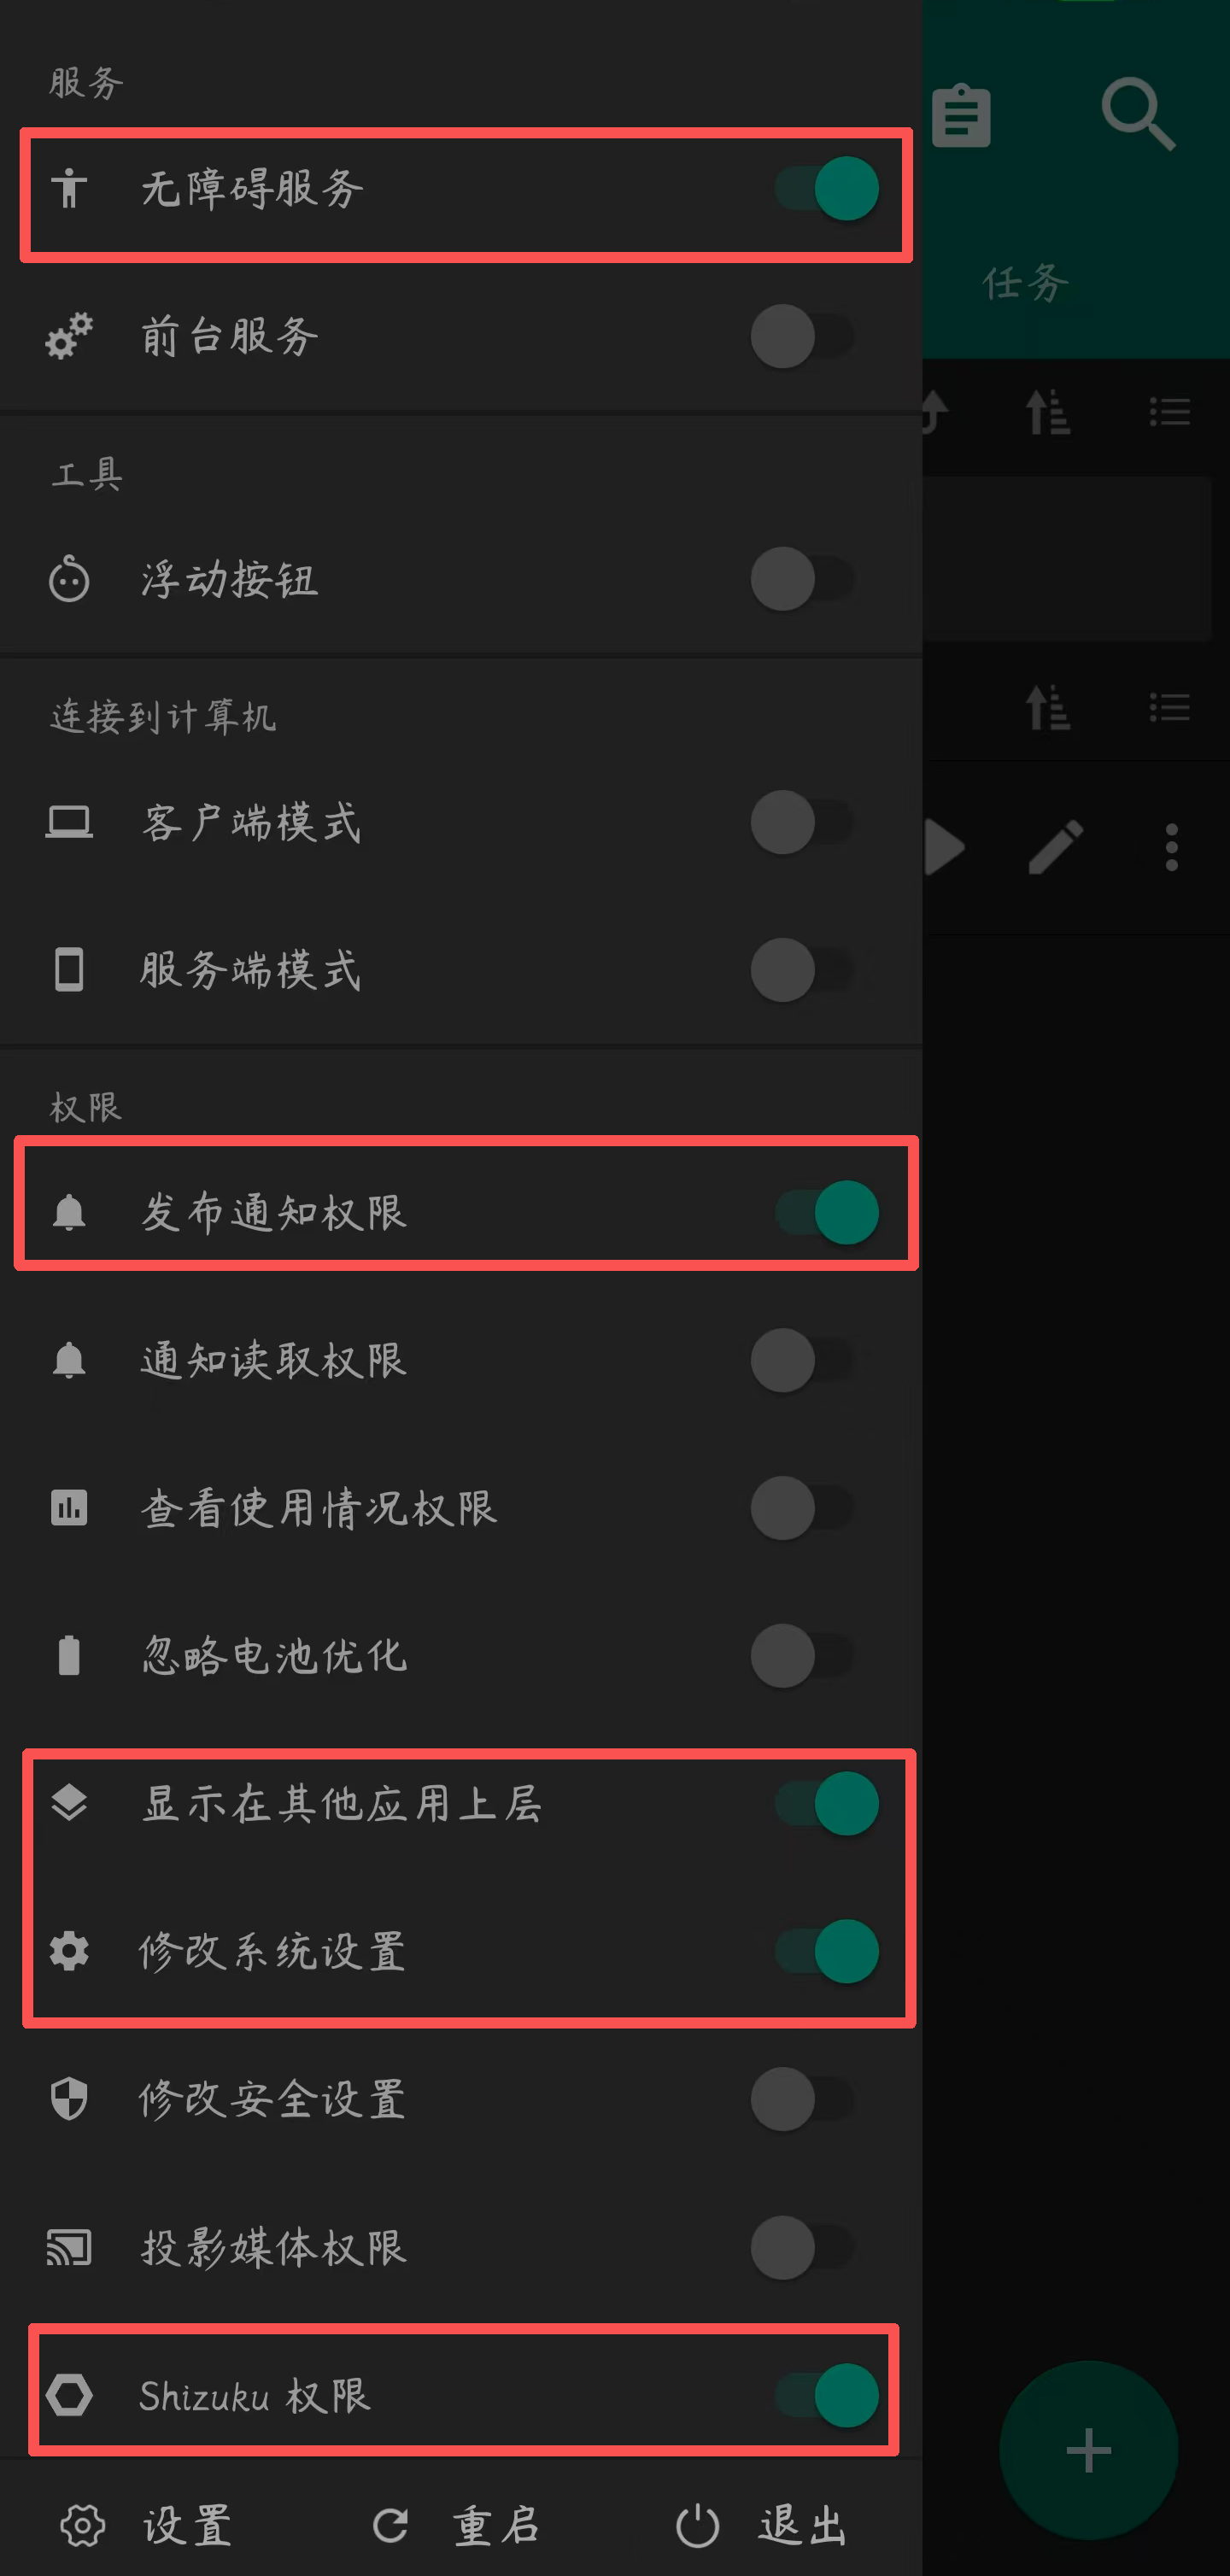 服务
无障碍服务
任务
前台服务
工具
浮动按钮
连接到计算机
客户端模式
服务端模式
权限
发布通知权限
通知读取权限
查看使用情况权限
忽略电池优化
显示在其他应用上层
修改系统设置
修改安全设置
投影媒体权限
Shizuku 权限
设置 重启 退出